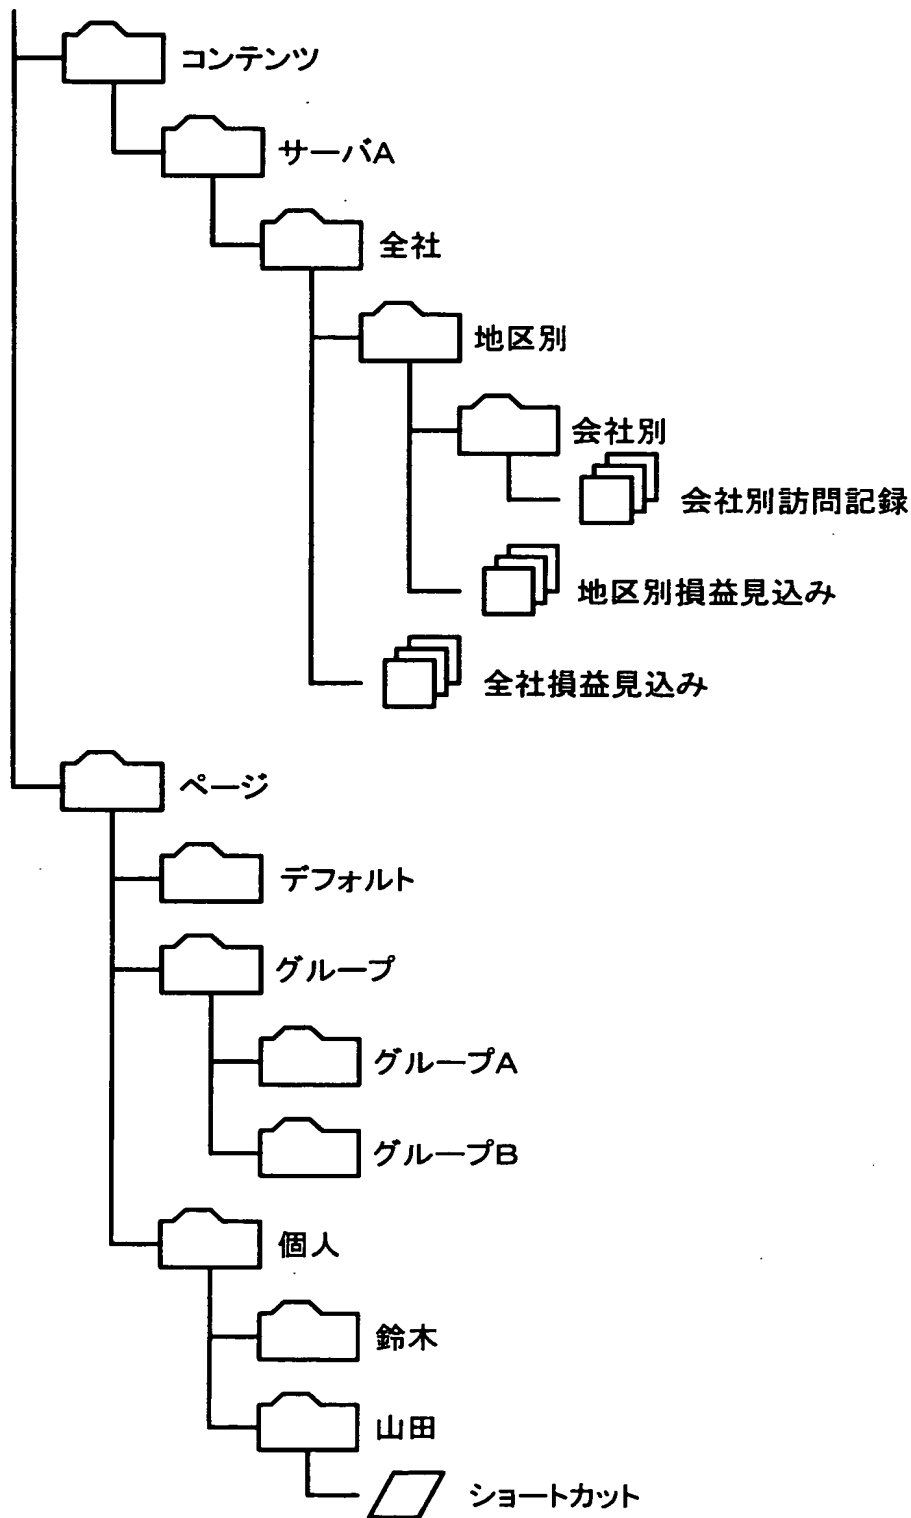 コンテンツ
サーバA
全社
地区別
会社別
会社別訪問記録
地区別損益見込み
全社損益見込み
ページ
デフォルト
グループ
グループA
グループB
個人
鈴木
山田
ショートカット